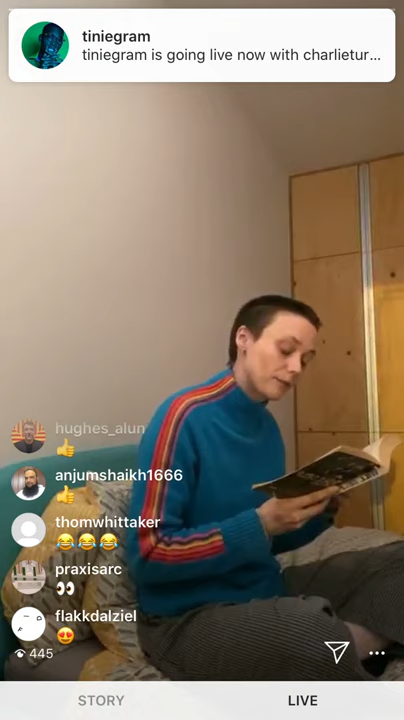 tiniegram
tiniegram is going live now with charlietur...
hughes_alun
👍
anjumshaikh1666
👍
thomwhittaker
😂😂😂
praxisarc
👀
flakkdalziel
😍
445
STORY
LIVE